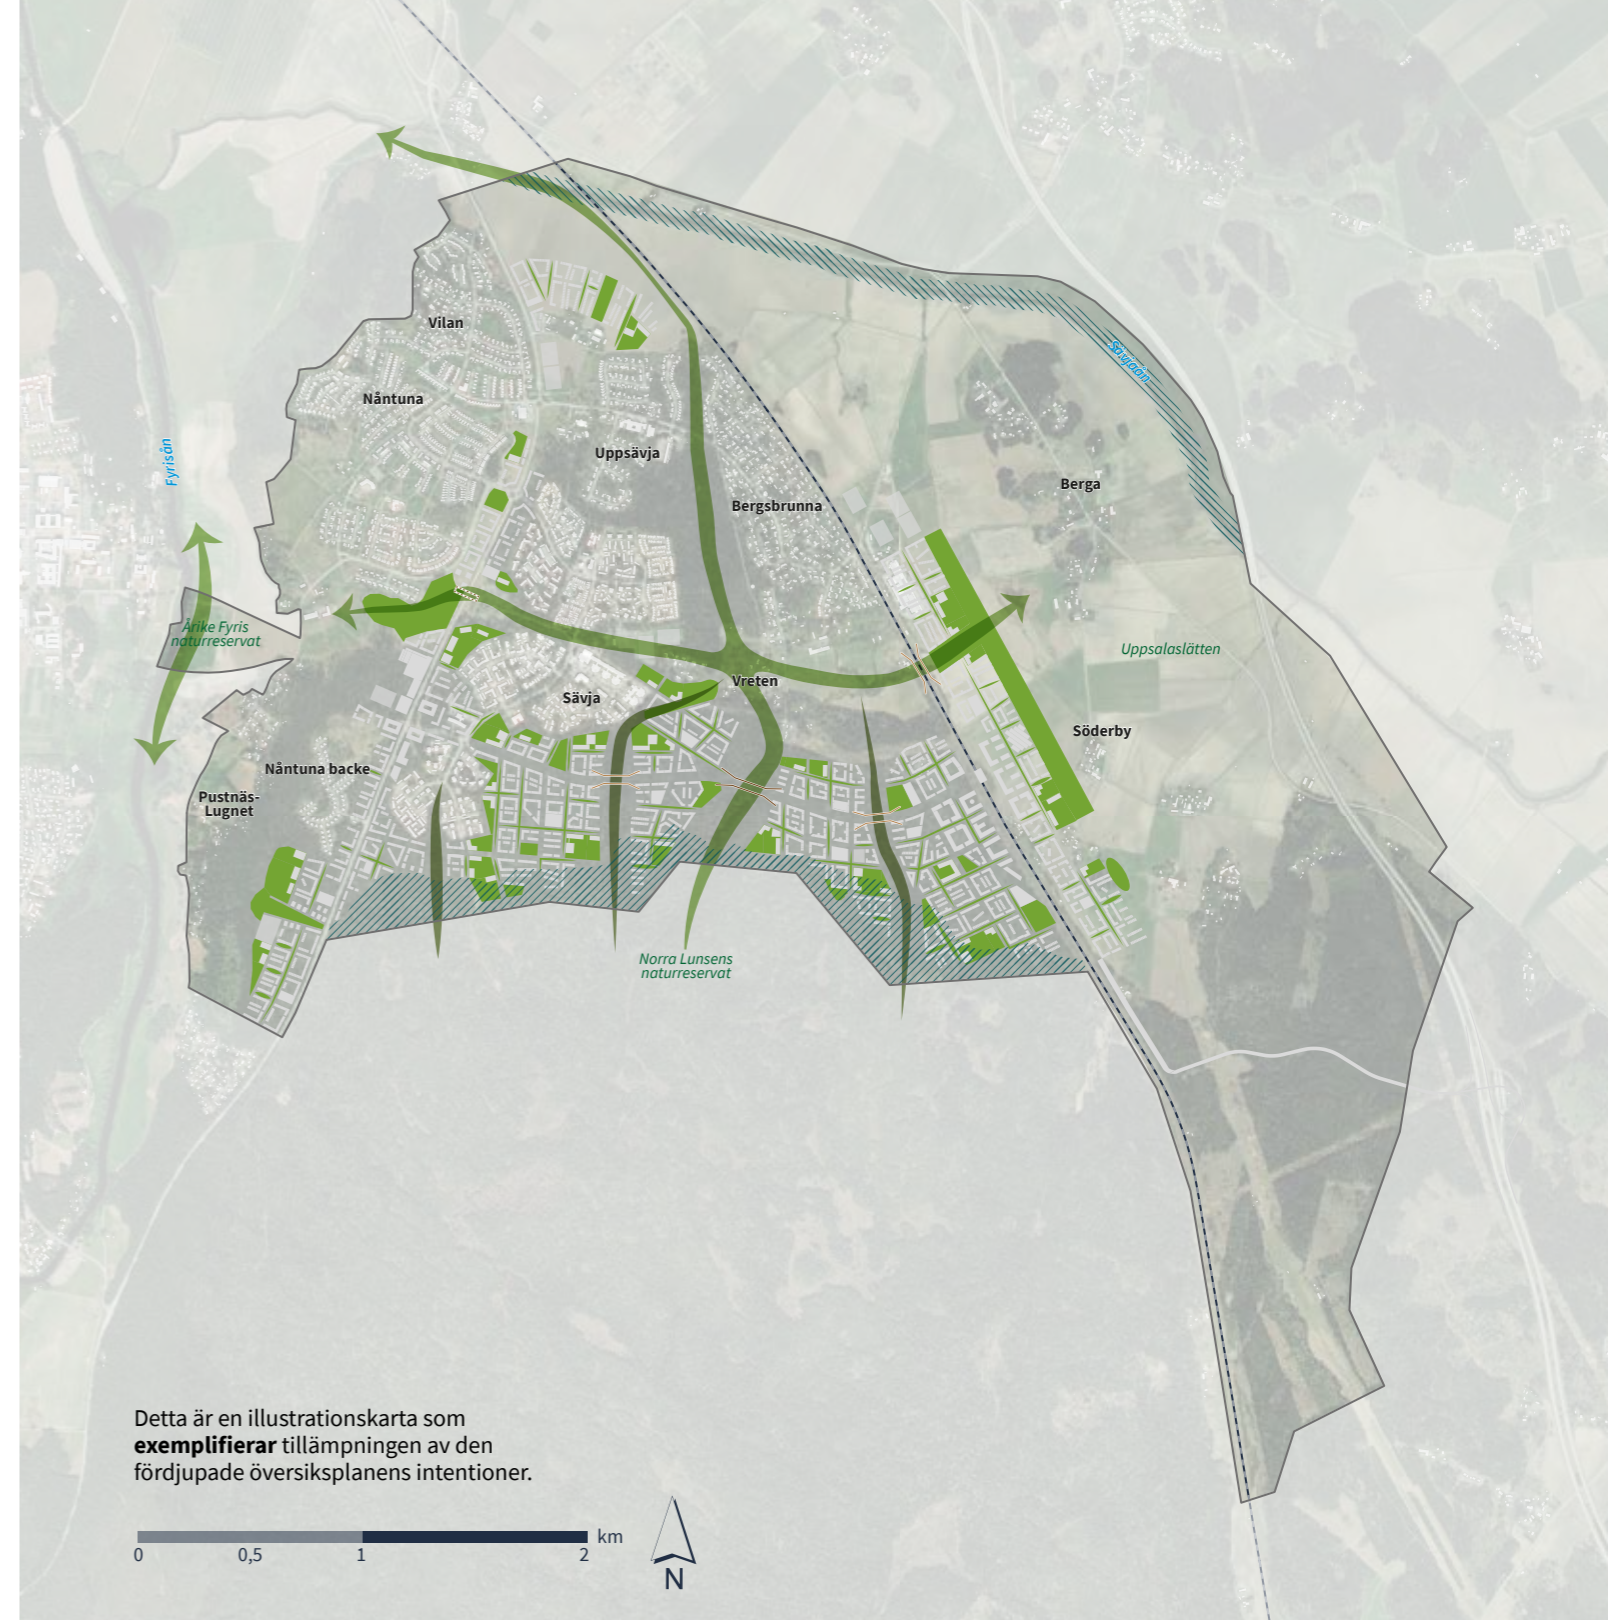 Vilan
Sävjaån
Nåntuna
Fyrisån
Uppsävja
Berga
Bergsbrunna
Årike Fyris
naturreservat
Uppsalaslätten
Vreten
Sävja
Söderby
Nåntuna backe
Pustnäs-
Lugnet
Norra Lunsens
naturreservat
Detta är en illustrationskarta som
exemplifierar tillämpningen av den
fördjupade översiksplanens intentioner.
km
0 0,5 1 2
N